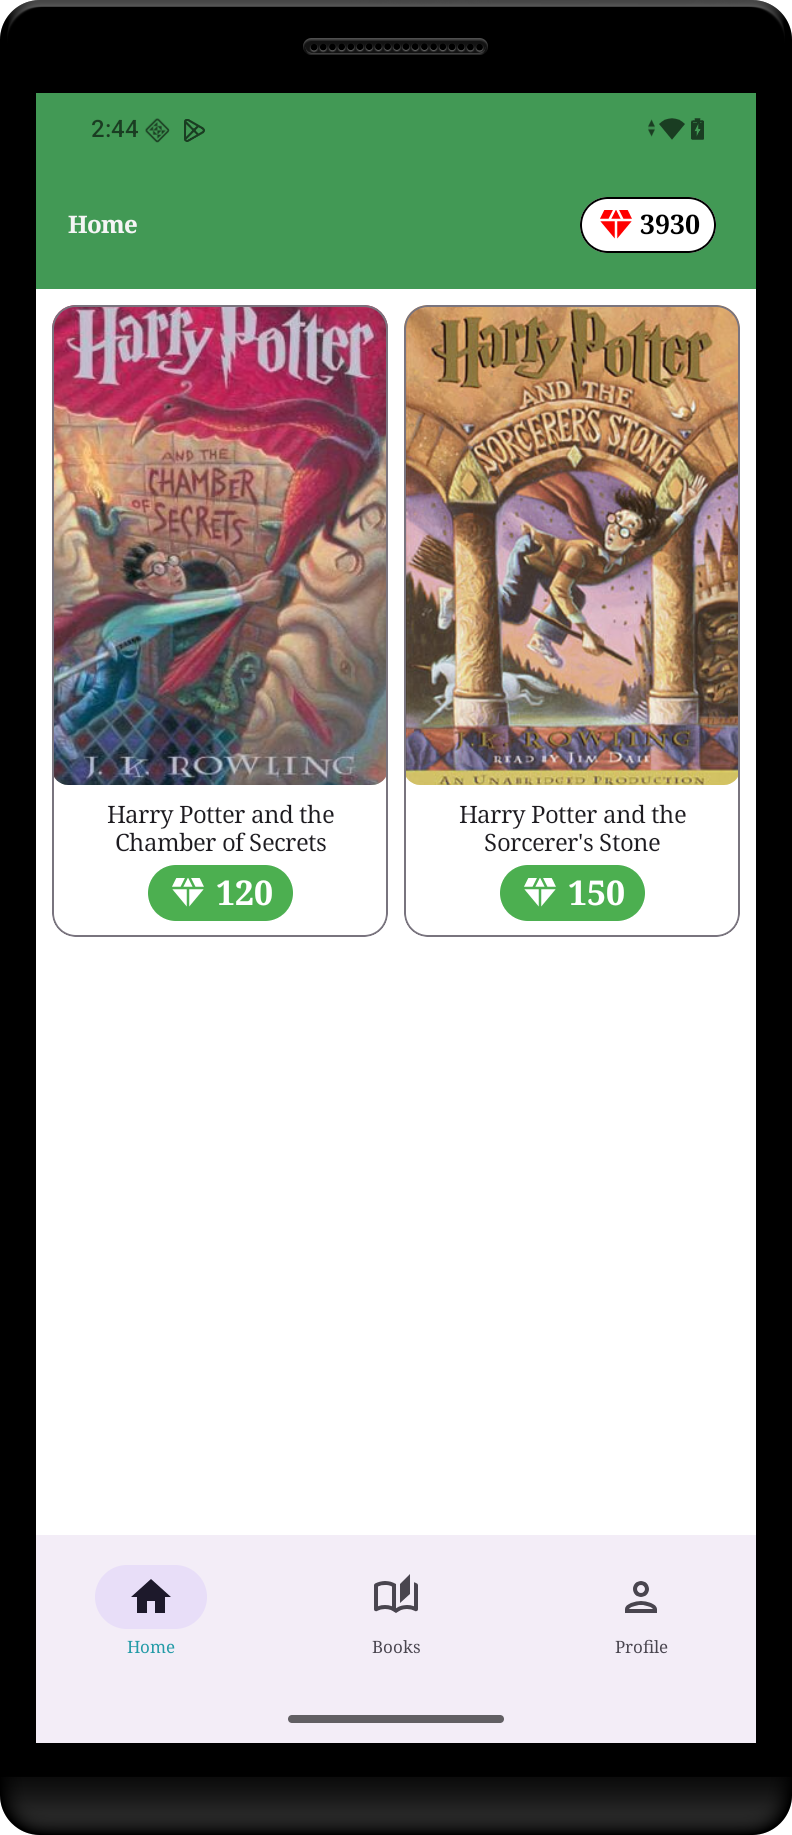 2:44
Home
3930
Harry Potter
AND THE
CHAMBER
OF SECRETS
J. K. ROWLING
Harry Potter and the
Chamber of Secrets
120
Harry Potter
AND THE
SORCERER'S STONE
J.K. ROWLING
READ BY JIM DALE
AN UNABRIDGED PRODUCTION
Harry Potter and the
Sorcerer's Stone
150
Home
Books
Profile